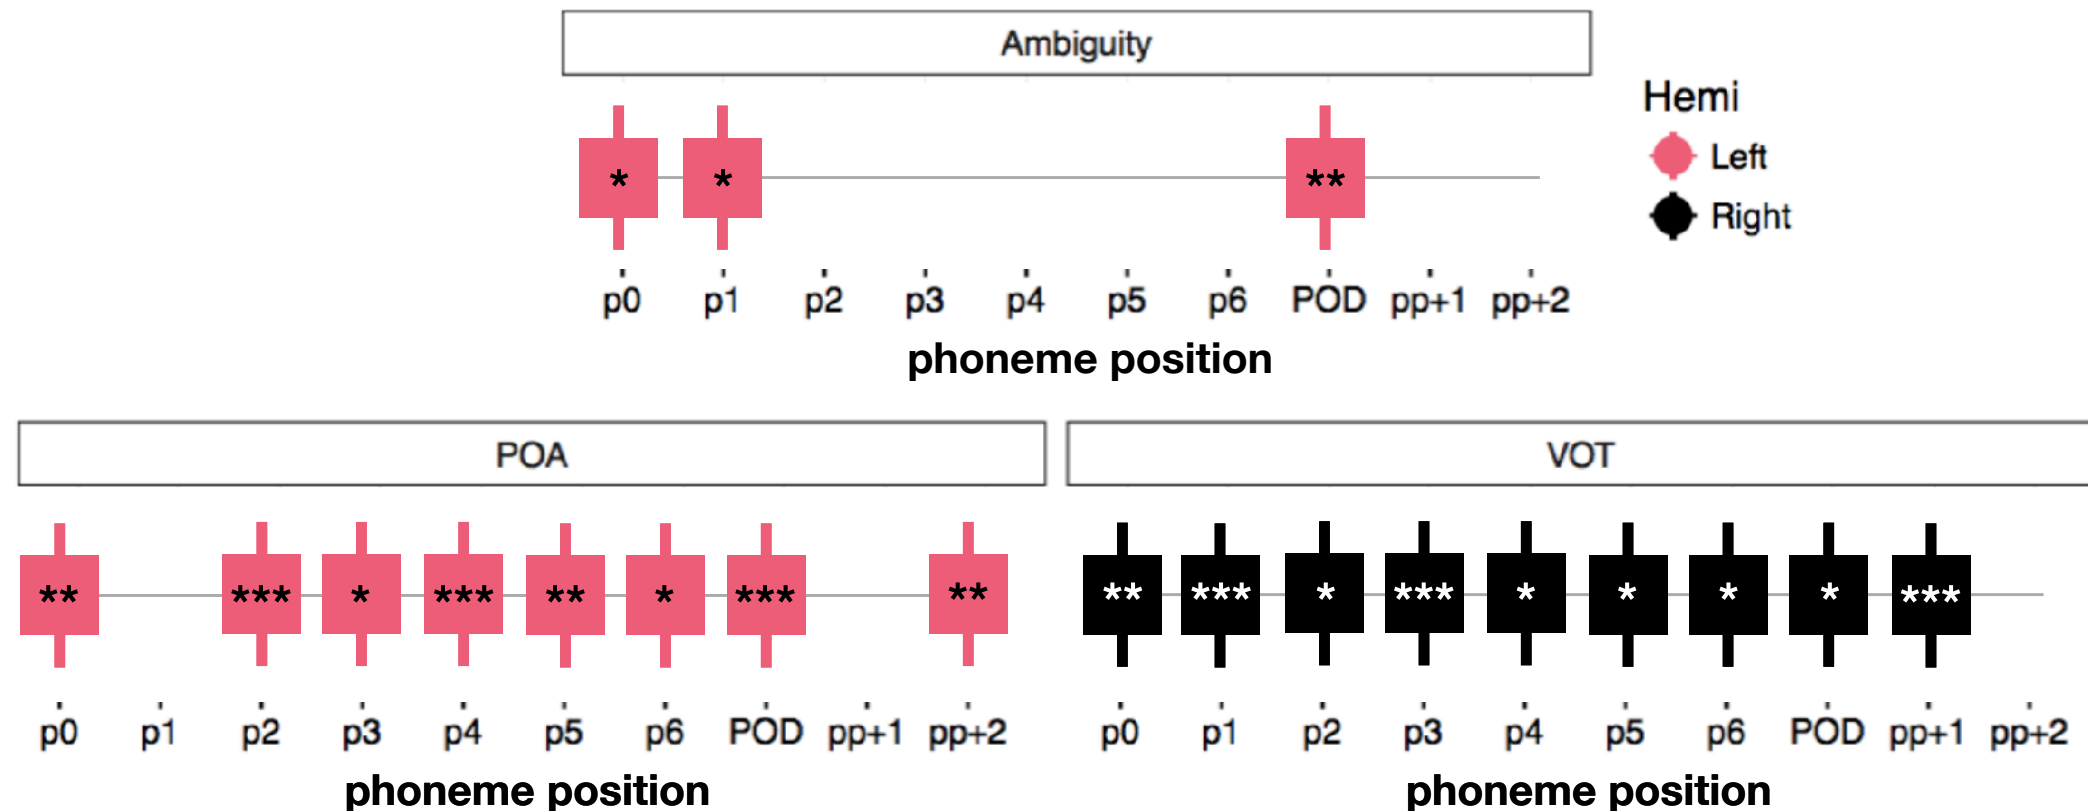 Ambiguity
Hemi
Left
Right
* * **
p0 p1 p2 p3 p4 p5 p6 POD pp+1 pp+2
phoneme position
POA
** *** * *** ** * *** **
p0 p1 p2 p3 p4 p5 p6 POD pp+1 pp+2
phoneme position
VOT
** *** * *** * * * * ***
p0 p1 p2 p3 p4 p5 p6 POD pp+1 pp+2
phoneme position